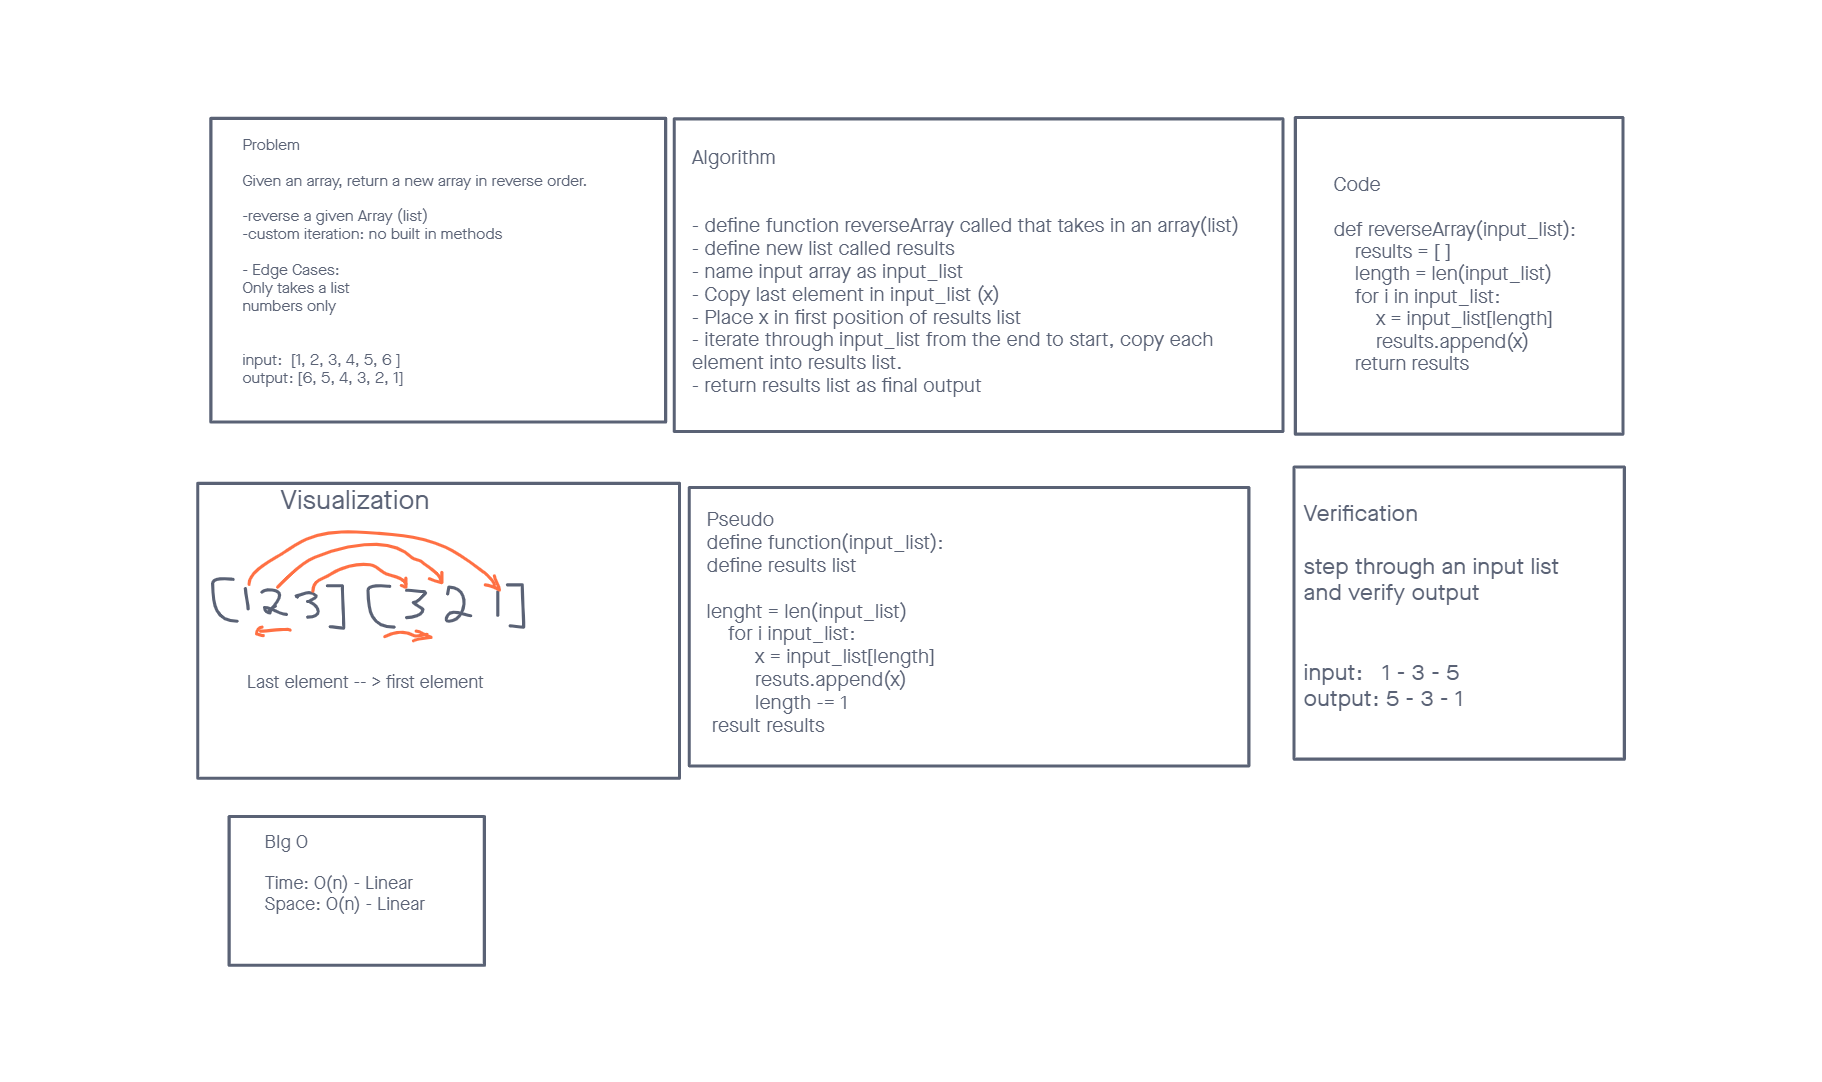 Problem
Given an array, return a new array in reverse order.
-reverse a given Array (list)
-custom iteration: no built in methods
- Edge Cases:
Only takes a list
numbers only
input:  [1, 2, 3, 4, 5, 6 ]
output: [6, 5, 4, 3, 2, 1]
Algorithm
- define function reverseArray called that takes in an array(list)
- define new list called results
- name input array as input_list
- Copy last element in input_list (x)
- Place x in first position of results list
- iterate through input_list from the end to start, copy each
element into results list.
- return results list as final output
Code
def reverseArray(input_list):
results = [ ]
length = len(input_list)
for i in input_list:
x = input_list[length]
results.append(x)
return results
Visualization
[1 2 3] [3 2 1]
Last element -- > first element
Pseudo
define function(input_list):
define results list
lenght = len(input_list)
for i input_list:
x = input_list[length]
resuts.append(x)
length -= 1
result results
Verification
step through an input list
and verify output
input:   1 - 3 - 5
output: 5 - 3 - 1
BIg O
Time: O(n) - Linear
Space: O(n) - Linear